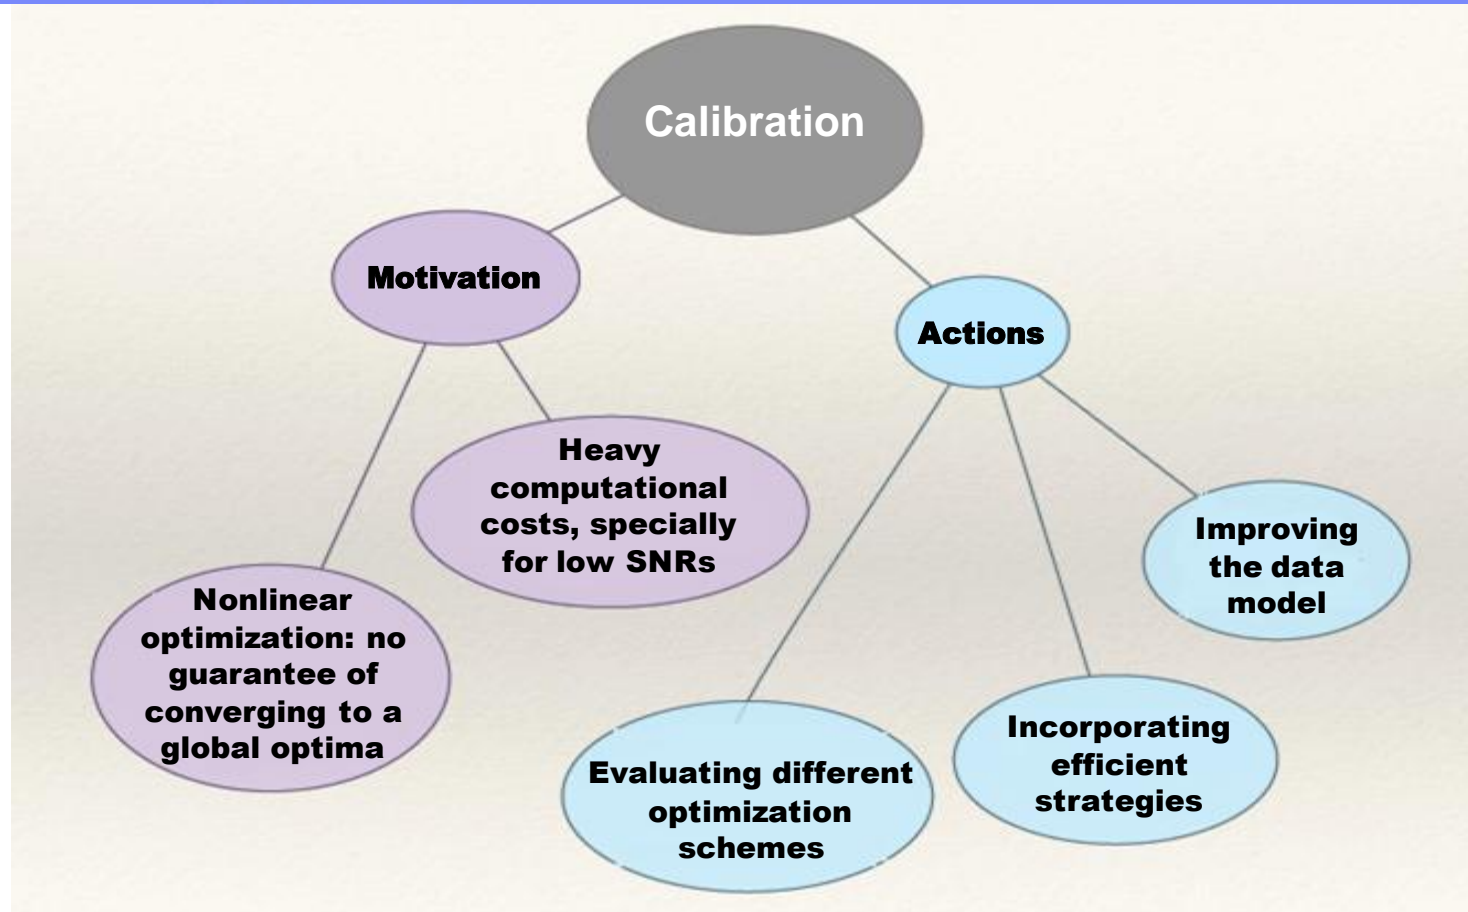 Calibration
Motivation
Actions
Heavy
computational
costs, specially
for low SNRs
Nonlinear
optimization: no
guarantee of
converging to a
global optima
Improving
the data
model
Incorporating
efficient
strategies
Evaluating different
optimization
schemes